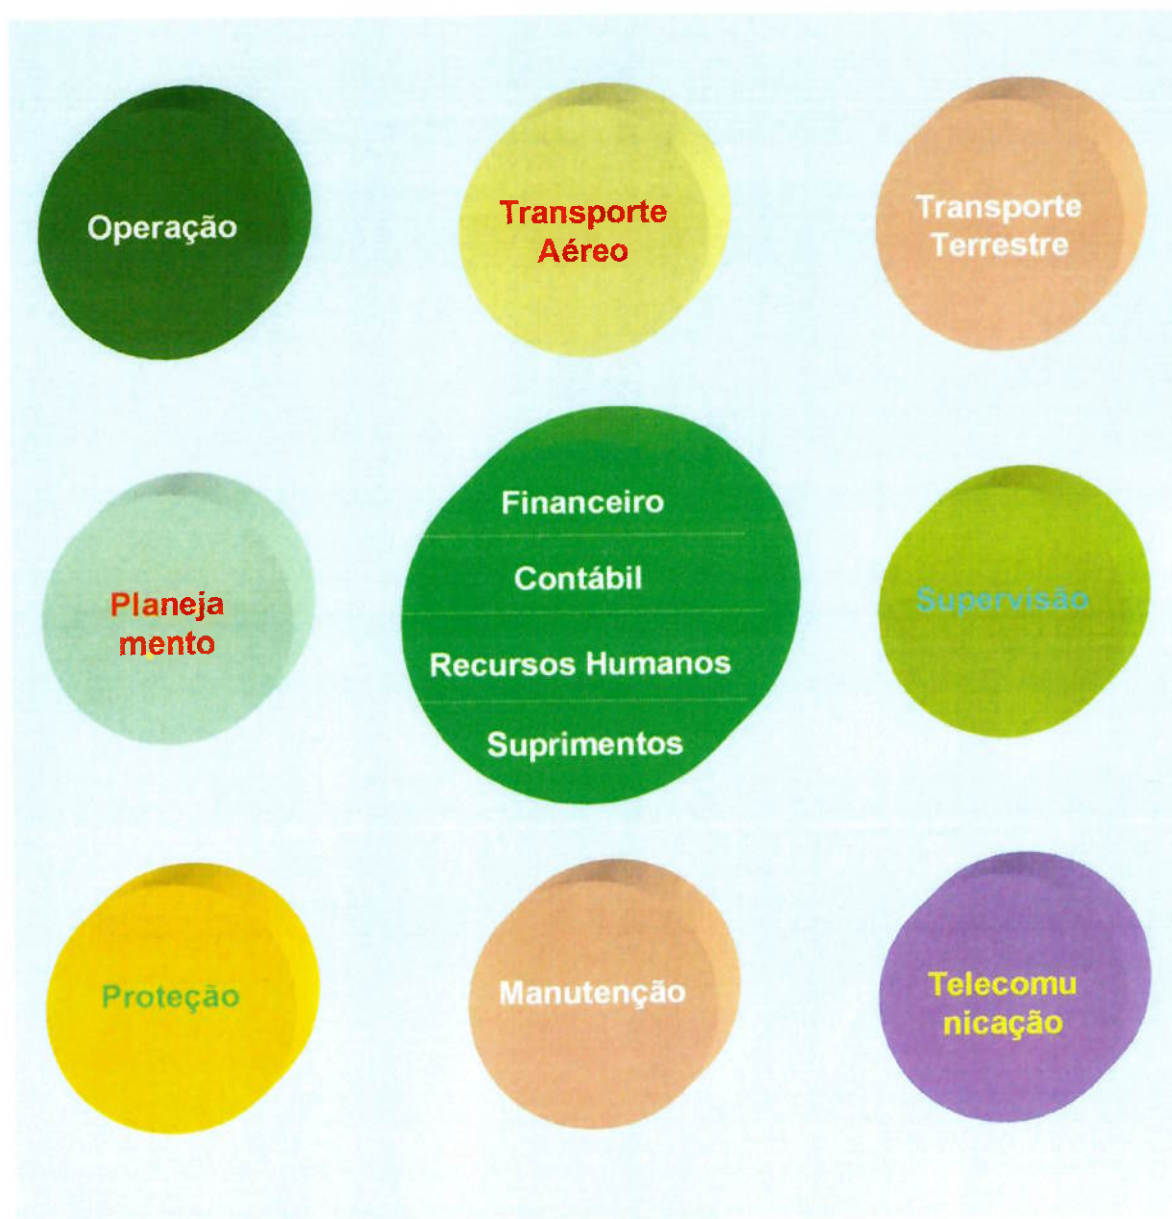 Operação
Transporte
Aéreo
Transporte
Terrestre
Planeja
mento
Financeiro
Contábil
Recursos Humanos
Suprimentos
Supervisão
Proteção
Manutenção
Telecomu
nicação